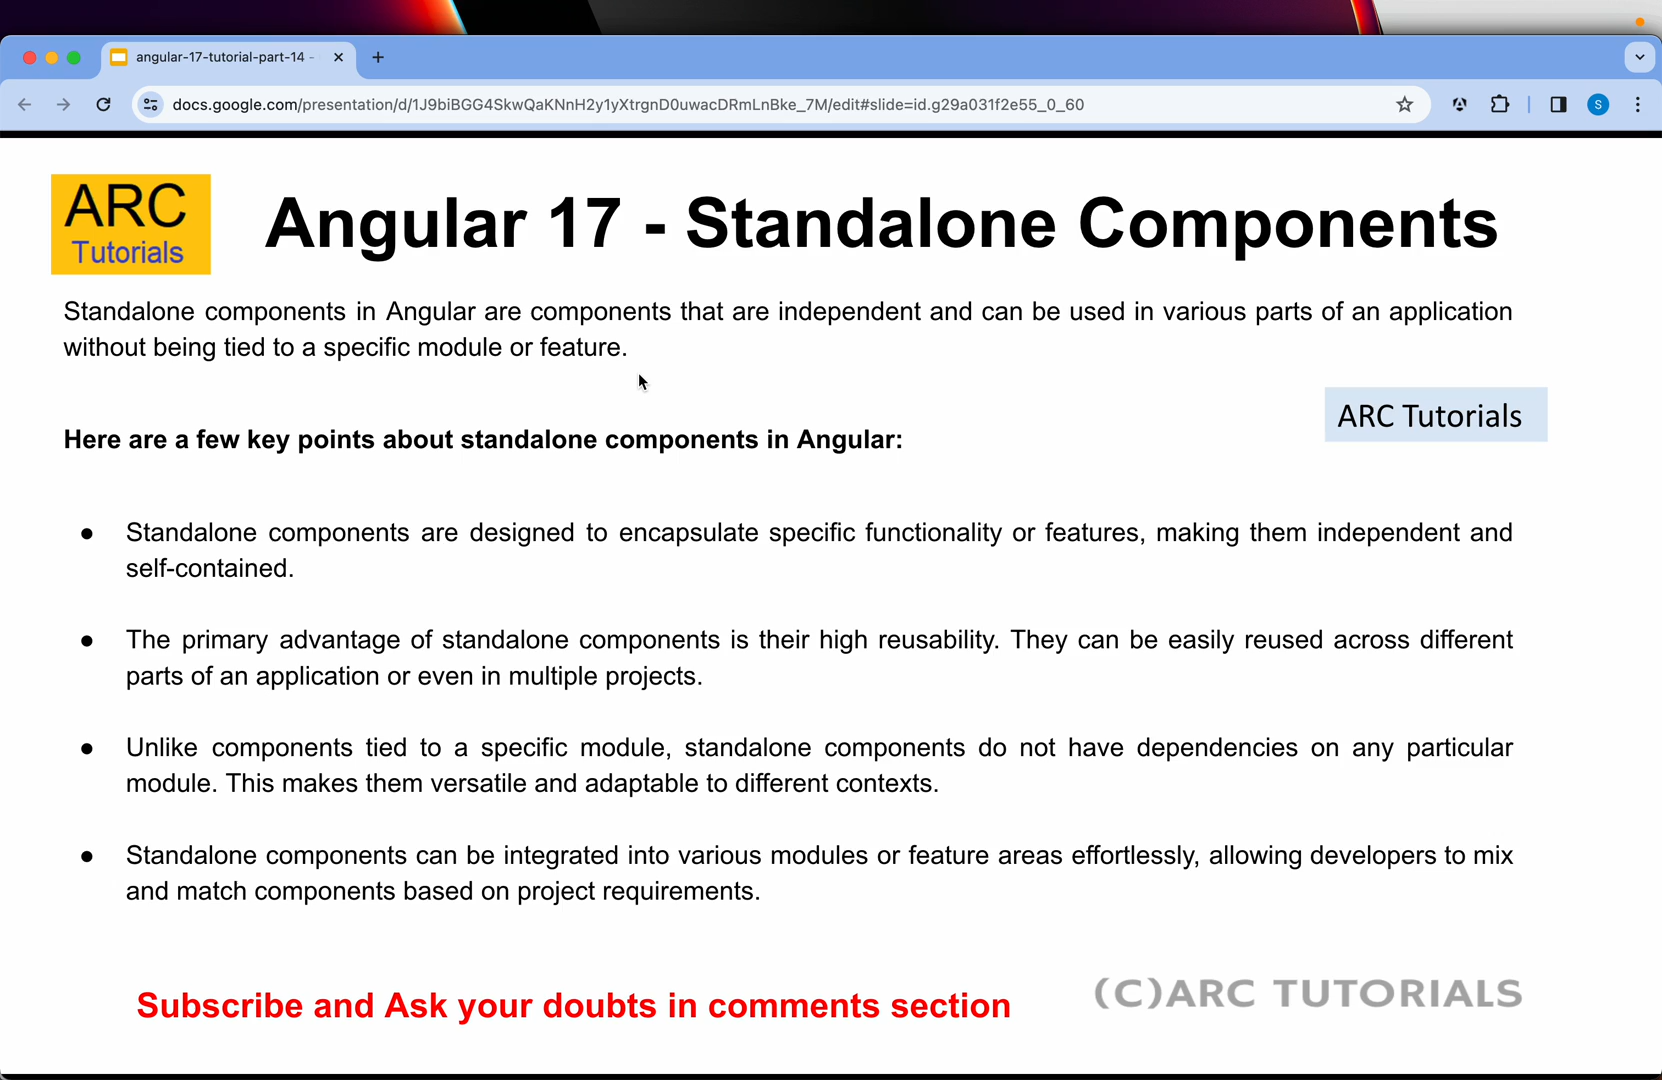 angular-17-tutorial-part-14 -
docs.google.com/presentation/d/1J9biBGG4SkwQaKNnH2y1yXtrgnD0uwacDRmLnBke_7M/edit#slide=id.g29a031f2e55_0_60
S
ARC
Tutorials
Angular 17 - Standalone Components
Standalone components in Angular are components that are independent and can be used in various parts of an application
without being tied to a specific module or feature.
ARC Tutorials
Here are a few key points about standalone components in Angular:
● Standalone components are designed to encapsulate specific functionality or features, making them independent and
self-contained.
● The primary advantage of standalone components is their high reusability. They can be easily reused across different
parts of an application or even in multiple projects.
● Unlike components tied to a specific module, standalone components do not have dependencies on any particular
module. This makes them versatile and adaptable to different contexts.
● Standalone components can be integrated into various modules or feature areas effortlessly, allowing developers to mix
and match components based on project requirements.
Subscribe and Ask your doubts in comments section
(C)ARC TUTORIALS